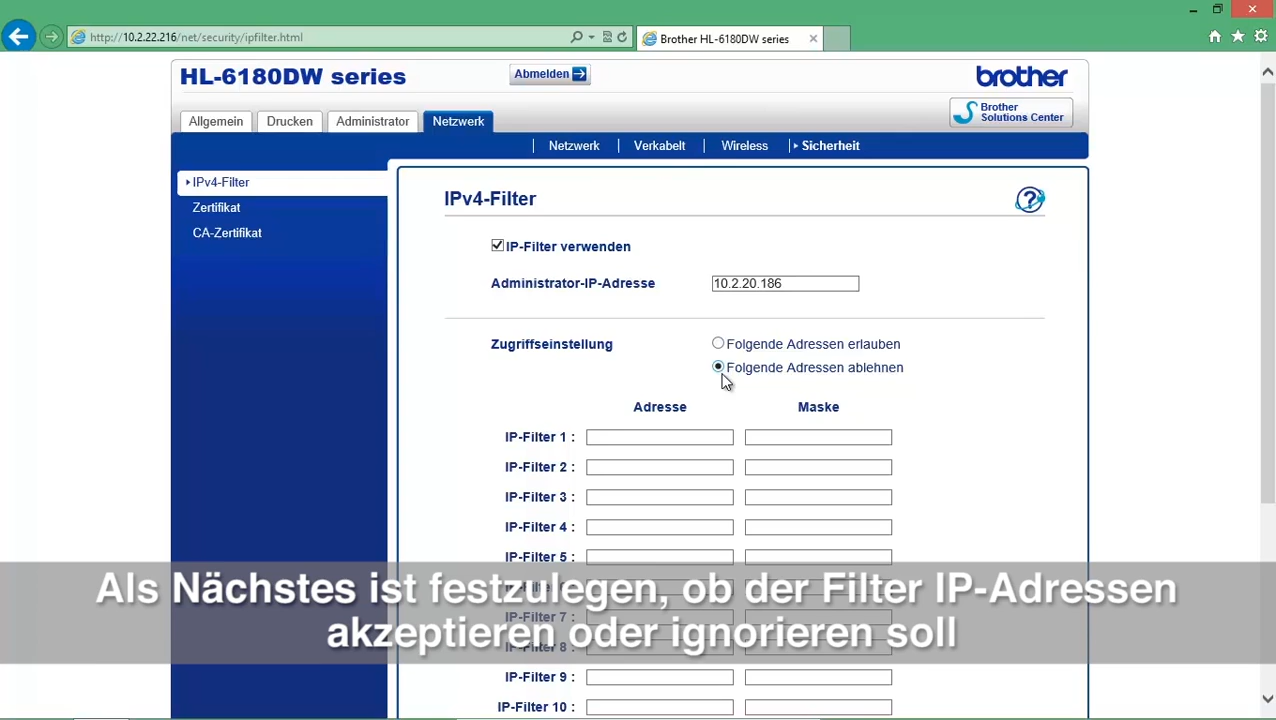 http://10.2.22.216/net/security/ipfilter.html
Brother HL-6180DW series
HL-6180DW series
Abmelden
brother
Brother
Solutions Center
Allgemein Drucken Administrator Netzwerk
Netzwerk Verkabelt Wireless Sicherheit
IPv4-Filter
Zertifikat
CA-Zertifikat
IPv4-Filter
IP-Filter verwenden
Administrator-IP-Adresse 10.2.20.186
Zugriffseinstellung Folgende Adressen erlauben
Folgende Adressen ablehnen
Adresse Maske
IP-Filter 1 :
IP-Filter 2 :
IP-Filter 3 :
IP-Filter 4 :
IP-Filter 5 :
IP-Filter 7 :
IP-Filter 8 :
IP-Filter 9 :
IP-Filter 10 :
Als Nächstes ist festzulegen, ob der Filter IP-Adressen
akzeptieren oder ignorieren soll